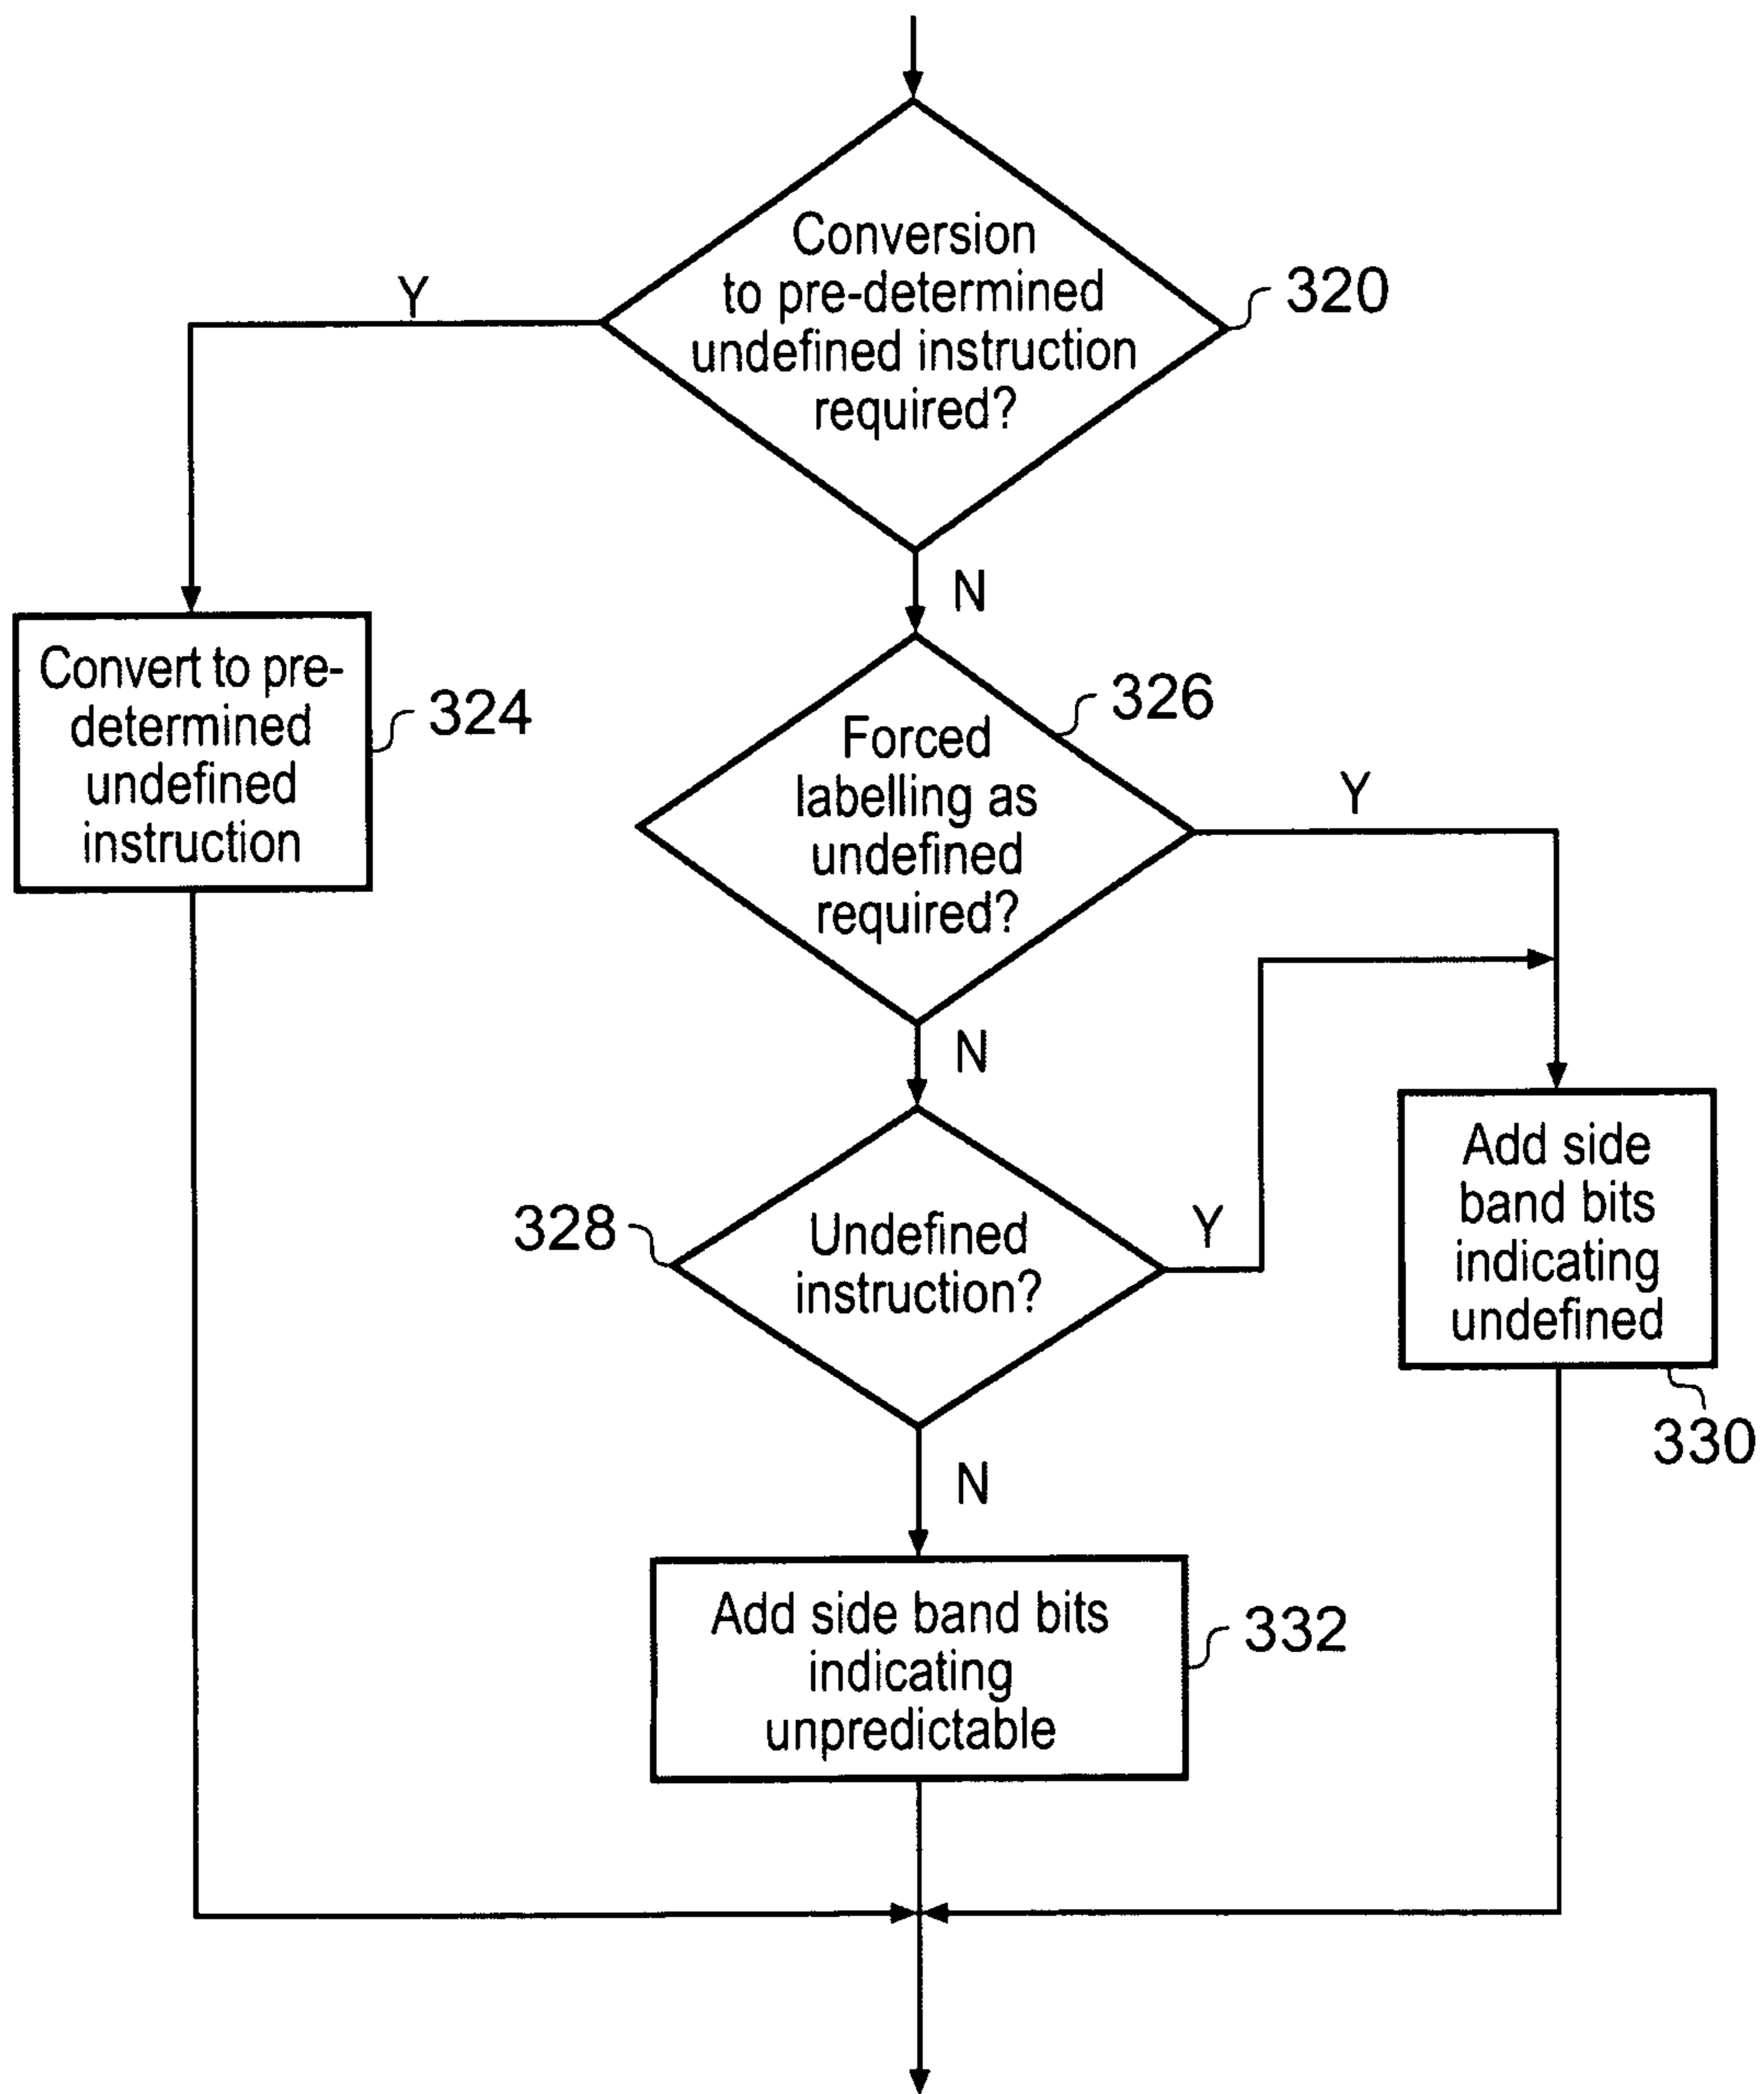 Conversion
to pre-determined
undefined instruction
required?
320
Y
N
Convert to pre-
determined
undefined
instruction
324
326
Forced
labelling as
undefined
required?
Y
N
328
Undefined
instruction?
Y
Add side
band bits
indicating
undefined
330
N
Add side band bits
indicating
unpredictable
332